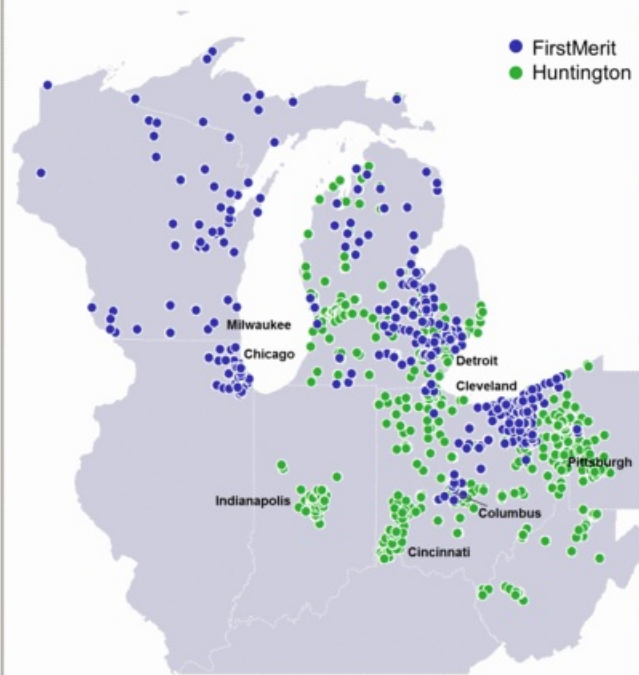 FirstMerit
Huntington
Milwaukee
Chicago
Detroit
Cleveland
Pittsburgh
Indianapolis
Columbus
Cincinnati